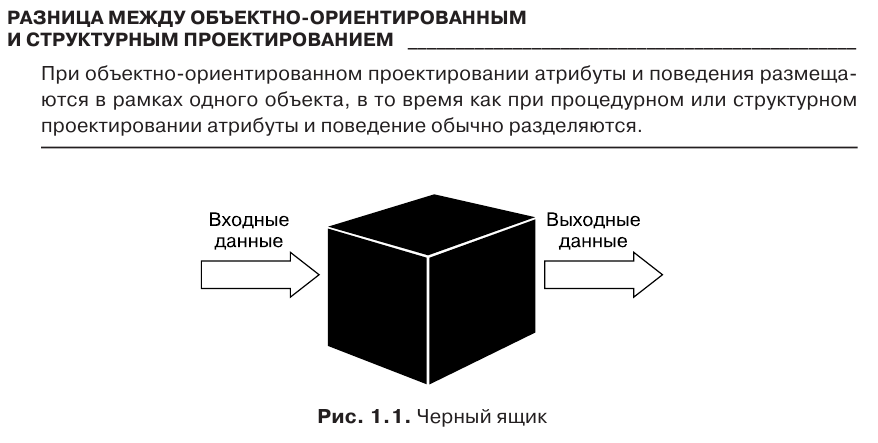 РАЗНИЦА МЕЖДУ ОБЪЕКТНО-ОРИЕНТИРОВАННЫМ
И СТРУКТУРНЫМ ПРОЕКТИРОВАНИЕМ
При объектно-ориентированном проектировании атрибуты и поведения размеща-
ются в рамках одного объекта, в то время как при процедурном или структурном
проектировании атрибуты и поведение обычно разделяются.
Входные
данные
Выходные
данные
Рис. 1.1. Черный ящик